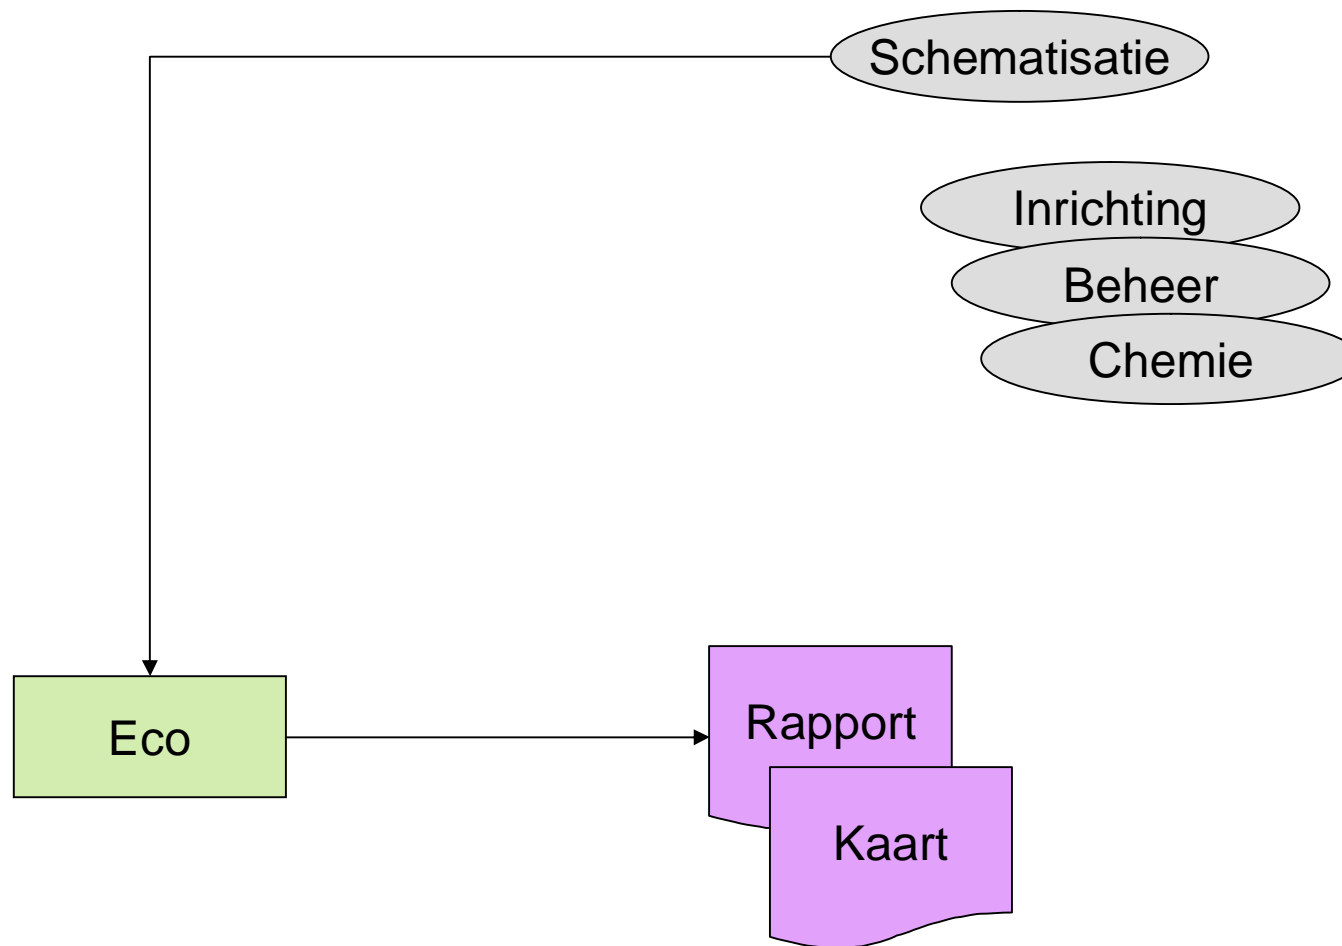 Schematisatie
Inrichting
Beheer
Chemie
Eco
Rapport
Kaart